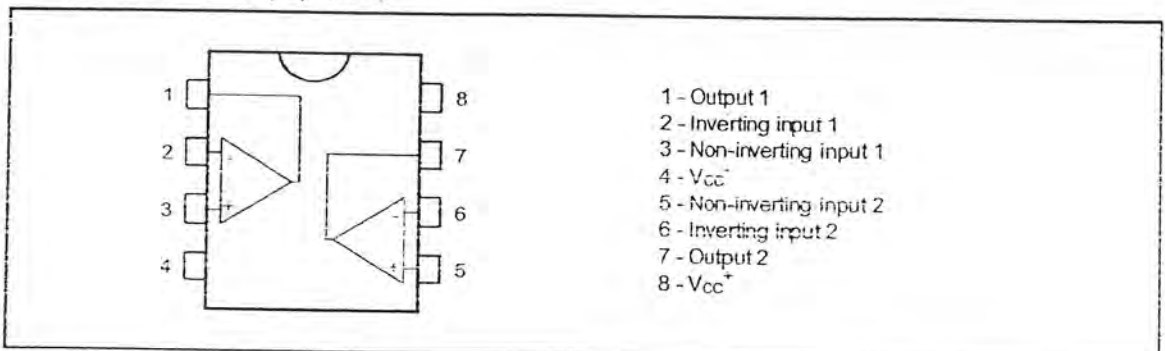 1
2
3
4
8
7
6
5
-
+
1 - Output 1
2 - Inverting input 1
3 - Non-inverting input 1
4 - Vcc-
5 - Non-inverting input 2
6 - Inverting input 2
7 - Output 2
8 - Vcc+